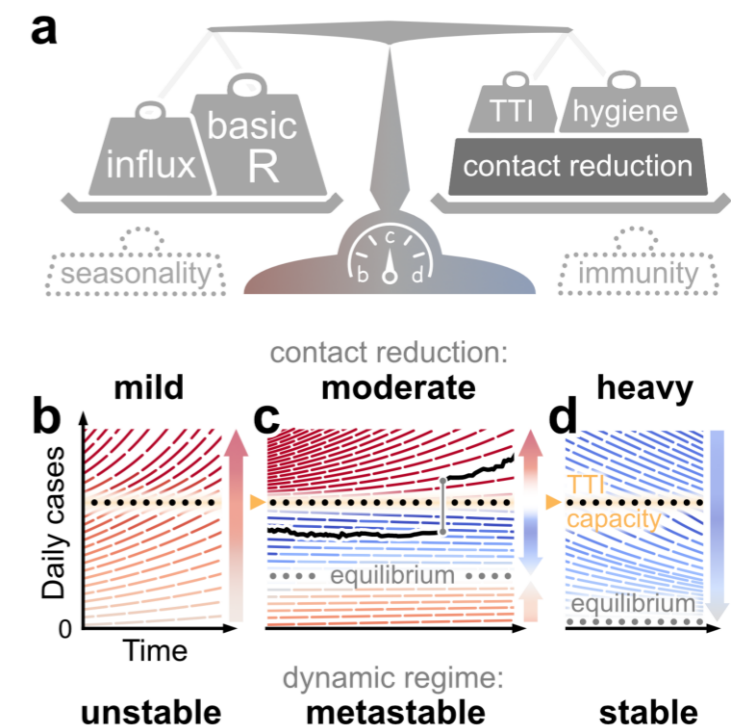 a
influx
basic
R
TTI
hygiene
contact reduction
b c d
seasonality
immunity
contact reduction:
mild
moderate
heavy
b
c
d
Daily cases
TTI
capacity
equilibrium
equilibrium
0
Time
dynamic regime:
unstable
metastable
stable